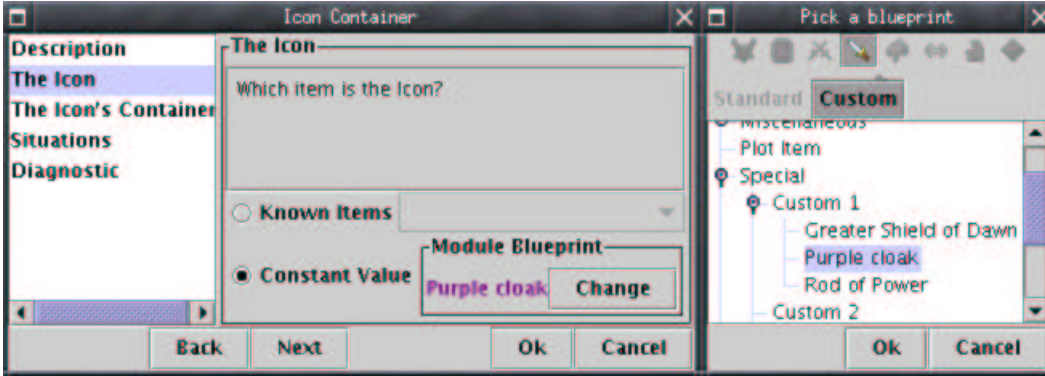 Icon Container
Description
The Icon
The Icon's Container
Situations
Diagnostic
The Icon
Which item is the Icon?
Known Items
Constant Value
Module Blueprint
Purple cloak
Change
Back
Next
Ok
Cancel
Pick a blueprint
Standard
Custom
Miscellaneous
Plot Item
Special
Custom 1
Greater Shield of Dawn
Purple cloak
Rod of Power
Custom 2
Ok
Cancel